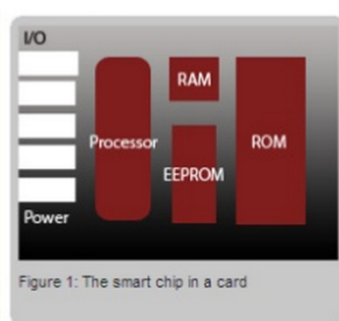 I/O
RAM
Processor
ROM
EEPROM
Power
Figure 1: The smart chip in a card